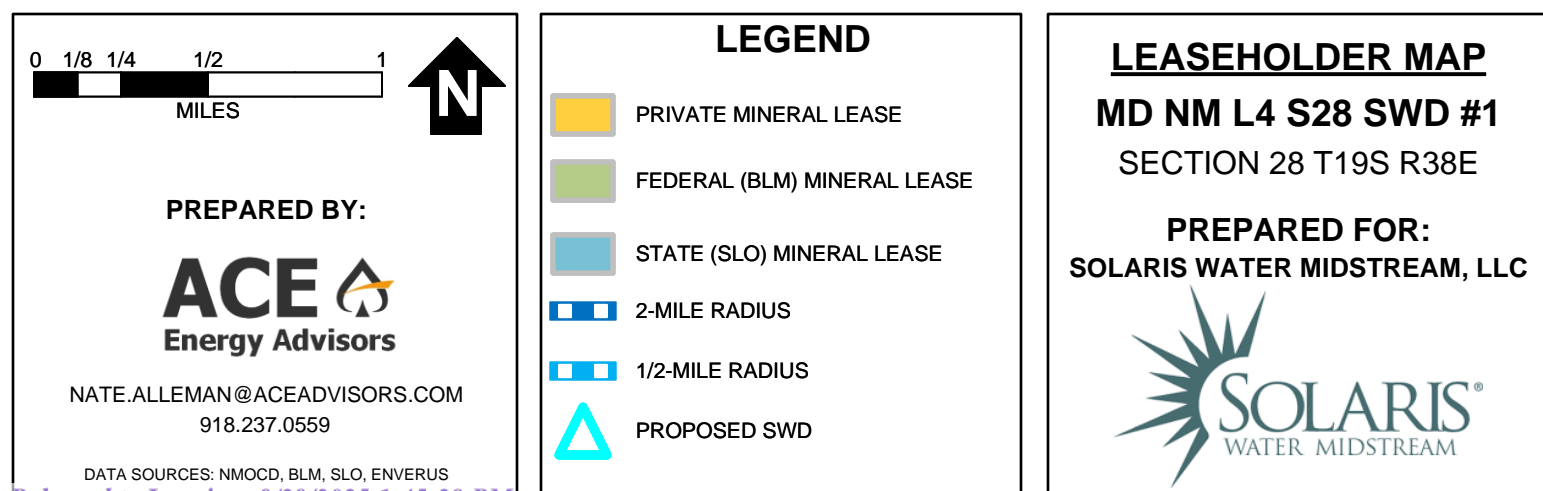 0 1/8 1/4 1/2 1
MILES
N
PREPARED BY:
ACE
Energy Advisors
NATE.ALLEMAN@ACEADVISORS.COM
918.237.0559
DATA SOURCES: NMOCD, BLM, SLO, ENVERUS
LEGEND
PRIVATE MINERAL LEASE
FEDERAL (BLM) MINERAL LEASE
STATE (SLO) MINERAL LEASE
2-MILE RADIUS
1/2-MILE RADIUS
PROPOSED SWD
LEASEHOLDER MAP
MD NM L4 S28 SWD #1
SECTION 28 T19S R38E
PREPARED FOR:
SOLARIS WATER MIDSTREAM, LLC
SOLARIS®
WATER MIDSTREAM